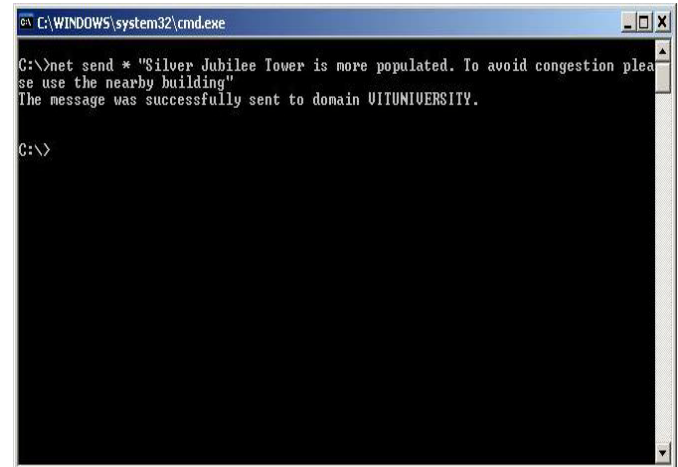 C:\WINDOWS\system32\cmd.exe
C:\>net send * "Silver Jubilee Tower is more populated. To avoid congestion plea
se use the nearby building"
The message was successfully sent to domain VITUNIVERSITY.
C:\>